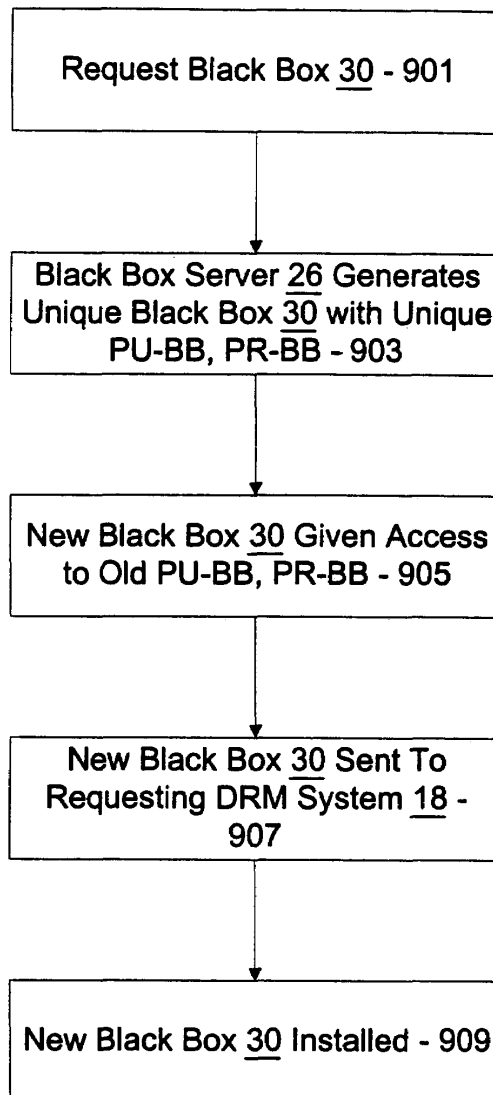 Request Black Box 30 - 901
Black Box Server 26 Generates
Unique Black Box 30 with Unique
PU-BB, PR-BB - 903
New Black Box 30 Given Access
to Old PU-BB, PR-BB - 905
New Black Box 30 Sent To
Requesting DRM System 18 -
907
New Black Box 30 Installed - 909